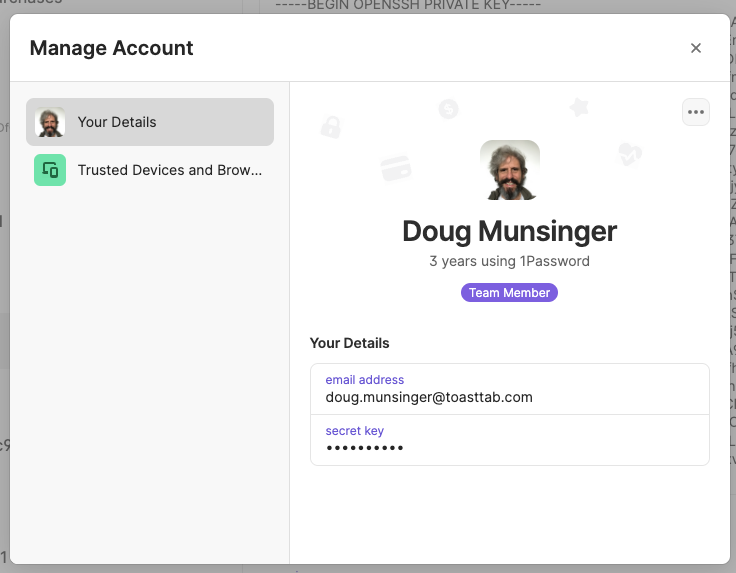 -----BEGIN OPENSSH PRIVATE KEY-----
Manage Account
Your Details
Trusted Devices and Brow...
Doug Munsinger
3 years using 1Password
Team Member
Your Details
email address
doug.munsinger@toasttab.com
secret key
••••••••••